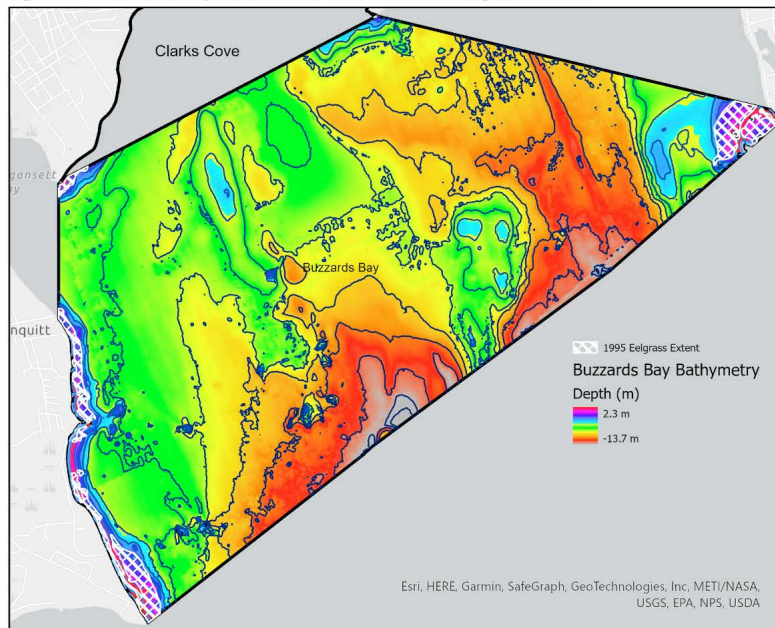 Clarks Cove
gansett
Buzzards Bay
nquitt
1995 Eelgrass Extent
Buzzards Bay Bathymetry
Depth (m)
2.3 m
-13.7 m
Esri, HERE, Garmin, SafeGraph, GeoTechnologies, Inc, METI/NASA,
USGS, EPA, NPS, USDA